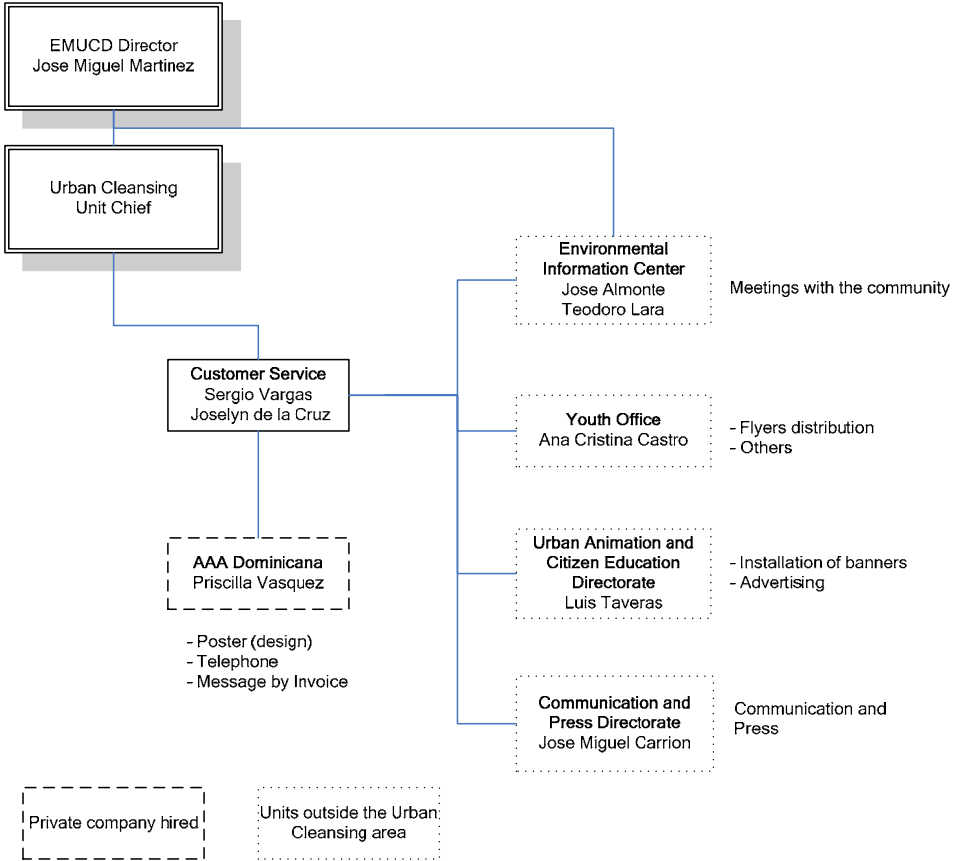 EMUCD Director
Jose Miguel Martinez
Urban Cleansing
Unit Chief
Environmental
Information Center
Jose Almonte
Teodoro Lara
Meetings with the community
Customer Service
Sergio Vargas
Joselyn de la Cruz
Youth Office
Ana Cristina Castro
- Flyers distribution
- Others
AAA Dominicana
Priscilla Vasquez
- Poster (design)
- Telephone
- Message by Invoice
Urban Animation and
Citizen Education
Directorate
Luis Taveras
- Installation of banners
- Advertising
Communication and
Press Directorate
Jose Miguel Carrion
Communication and
Press
Private company hired
Units outside the Urban
Cleansing area